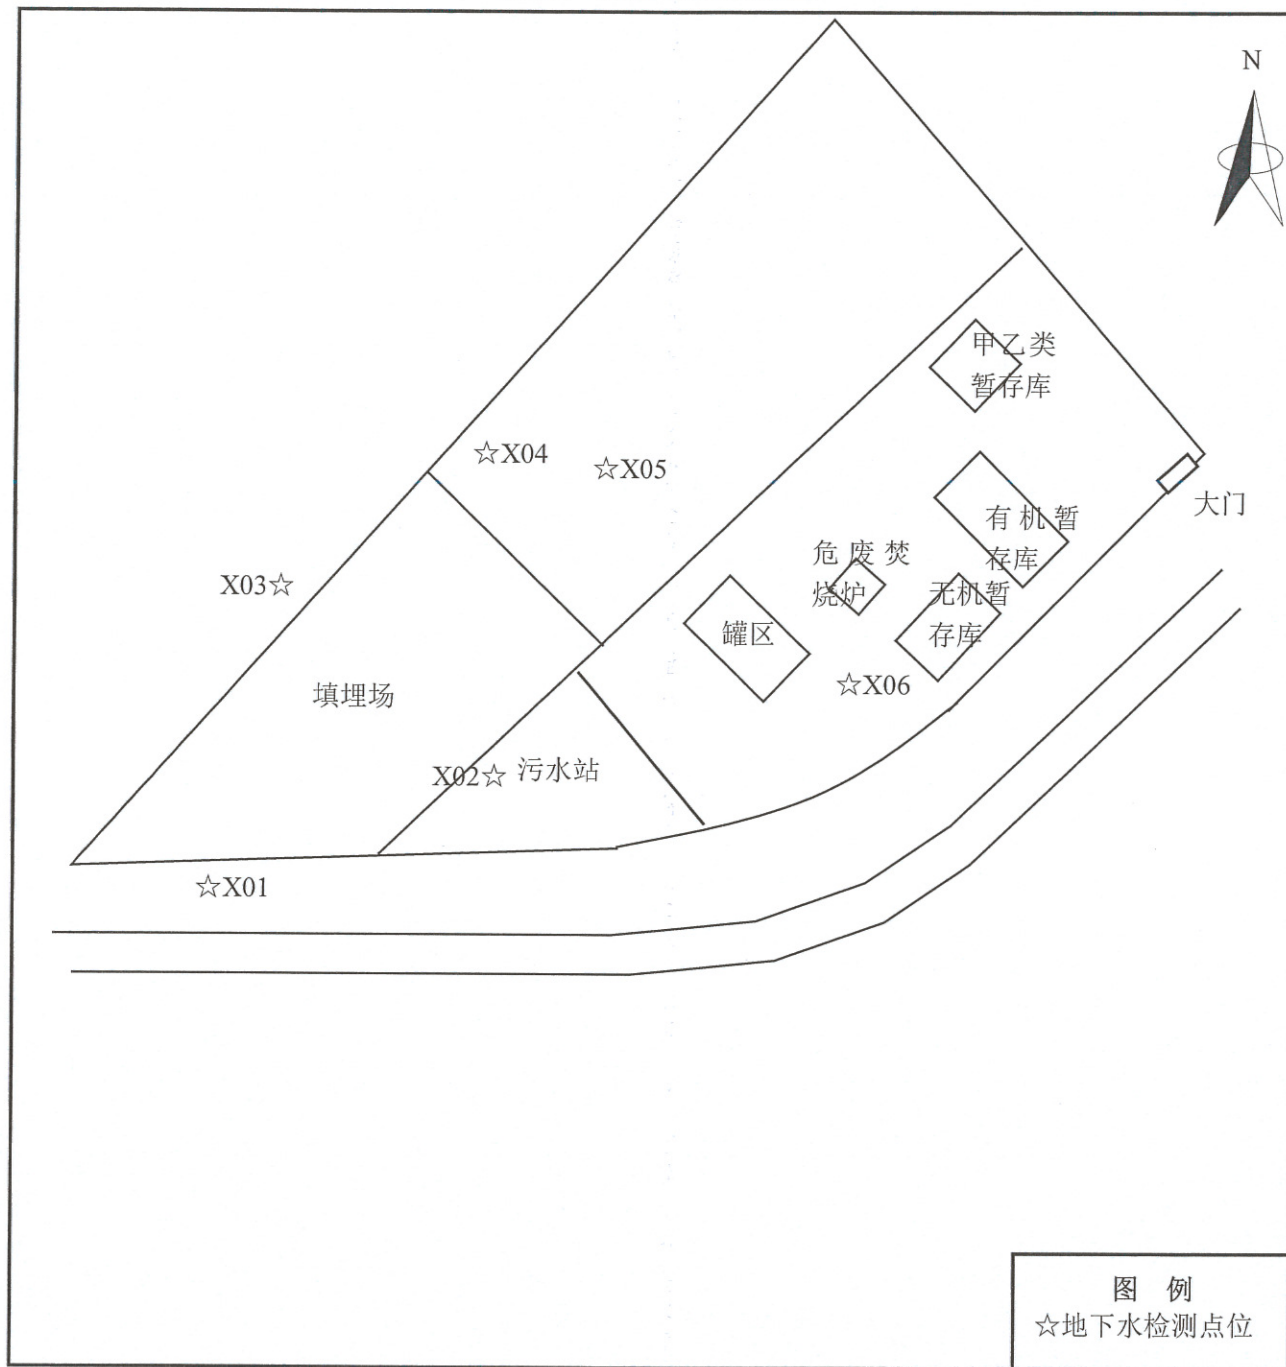 N
甲乙类
暂存库
☆X04
☆X05
大门
有机暂
存库
危废焚
烧炉
X03☆
无机暂
存库
罐区
☆X06
填埋场
X02☆
污水站
☆X01
图 例
☆地下水检测点位